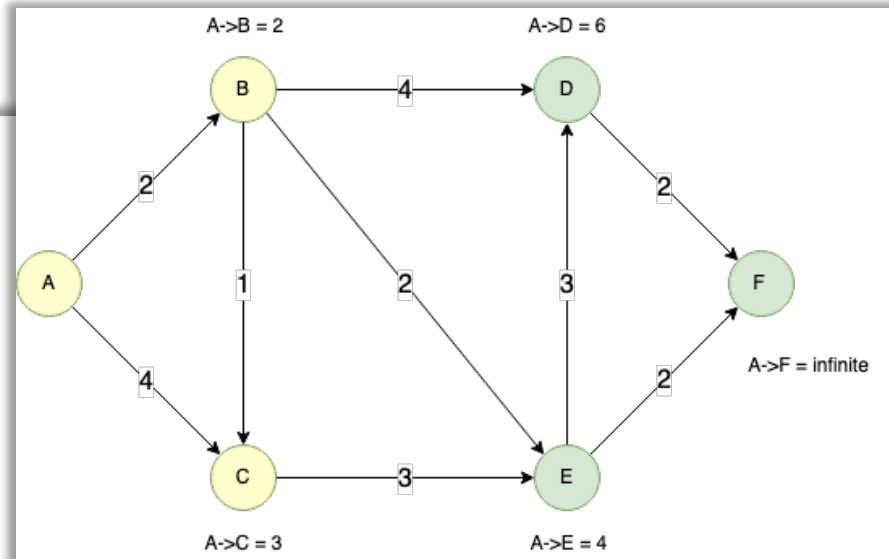 A->B = 2
A->D = 6
B
4
D
2
2
A
1
2
3
F
A->F = infinite
4
2
C
3
E
A->C = 3
A->E = 4